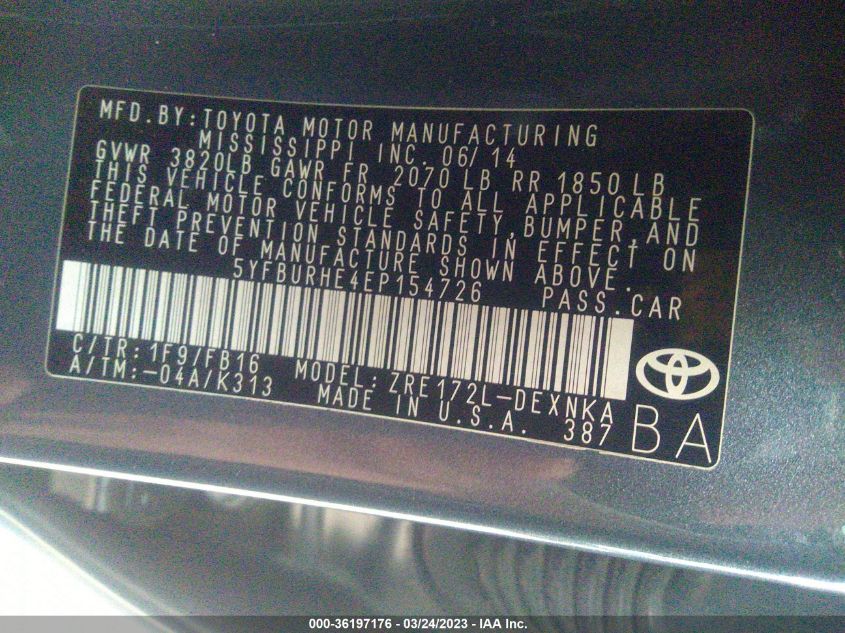 MFD.BY:TOYOTA MOTOR MANUFACTURING
MISSISSIPPI INC. 06/14
GVWR 3820LB GAWR FR 2070 LB RR 1850 LB
THIS VEHICLE CONFORMS TO ALL APPLICABLE
FEDERAL MOTOR VEHICLE SAFETY,BUMPER,AND
THEFT PREVENTION STANDARDS IN EFFECT ON
THE DATE OF MANUFACTURE SHOWN ABOVE.
5YFBURHE4EP154726 PASS.CAR
C/TR:1F9/FB16 MODEL:ZRE172L-DEXNKA
A/TM:-04A/K313 MADE IN U.S.A. 387
BA
000-36197176 - 03/24/2023 - IAA Inc.